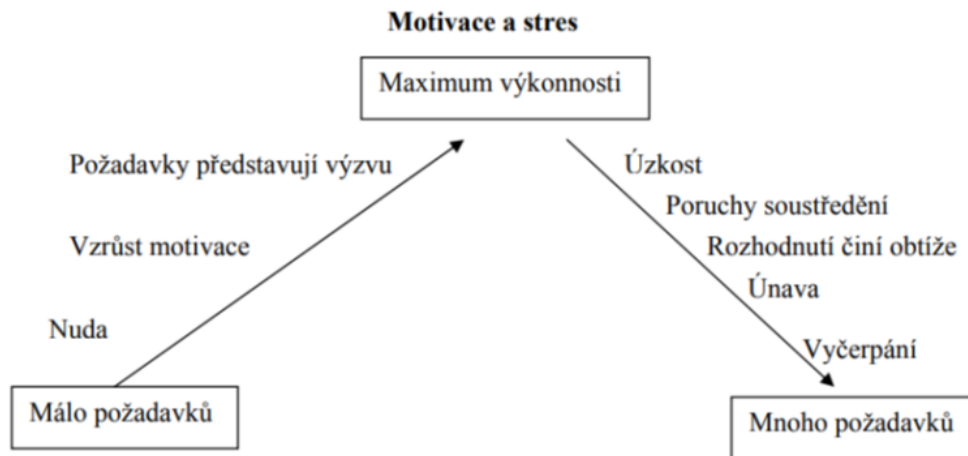 Motivace a stres
Maximum výkonnosti
Požadavky představují výzvu
Vzrůst motivace
Nuda
Málo požadavků
Úzkost
Poruchy soustředění
Rozhodnutí činí obtíže
Únava
Vyčerpání
Mnoho požadavků